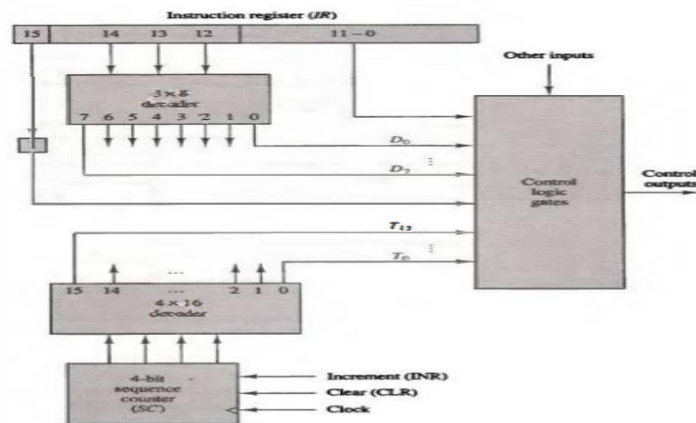 Instruction register (IR)
15 14 13 12 11 – 0
Other inputs
3 × 8
decoder
7 6 5 4 3 2 1 0
D0
⋮
D7
Control
logic
gates
Control
outputs
T15
⋮
T0
15 14 ... 2 1 0
4 × 16
decoder
4-bit
sequence
counter
(SC)
Increment (INR)
Clear (CLR)
Clock